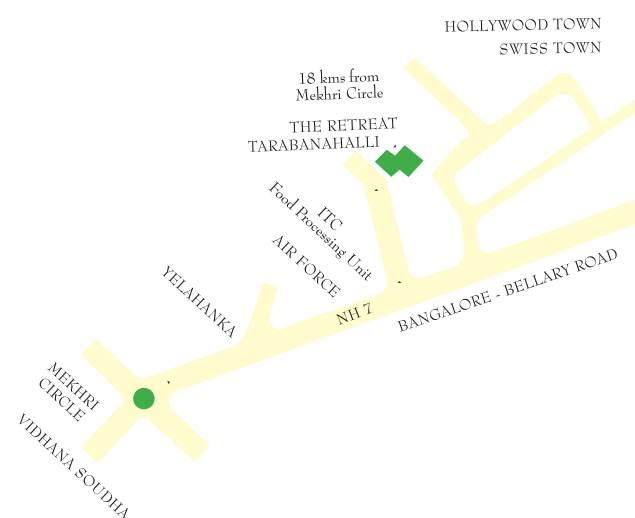 HOLLYWOOD TOWN
SWISS TOWN
18 kms from
Mekhri Circle
THE RETREAT
TARABANAHALLI
ITC
Food Processing Unit
AIR FORCE
YELAHANKA
NH 7
BANGALORE - BELLARY ROAD
MEKHRI
CIRCLE
VIDHANA SOUDHA